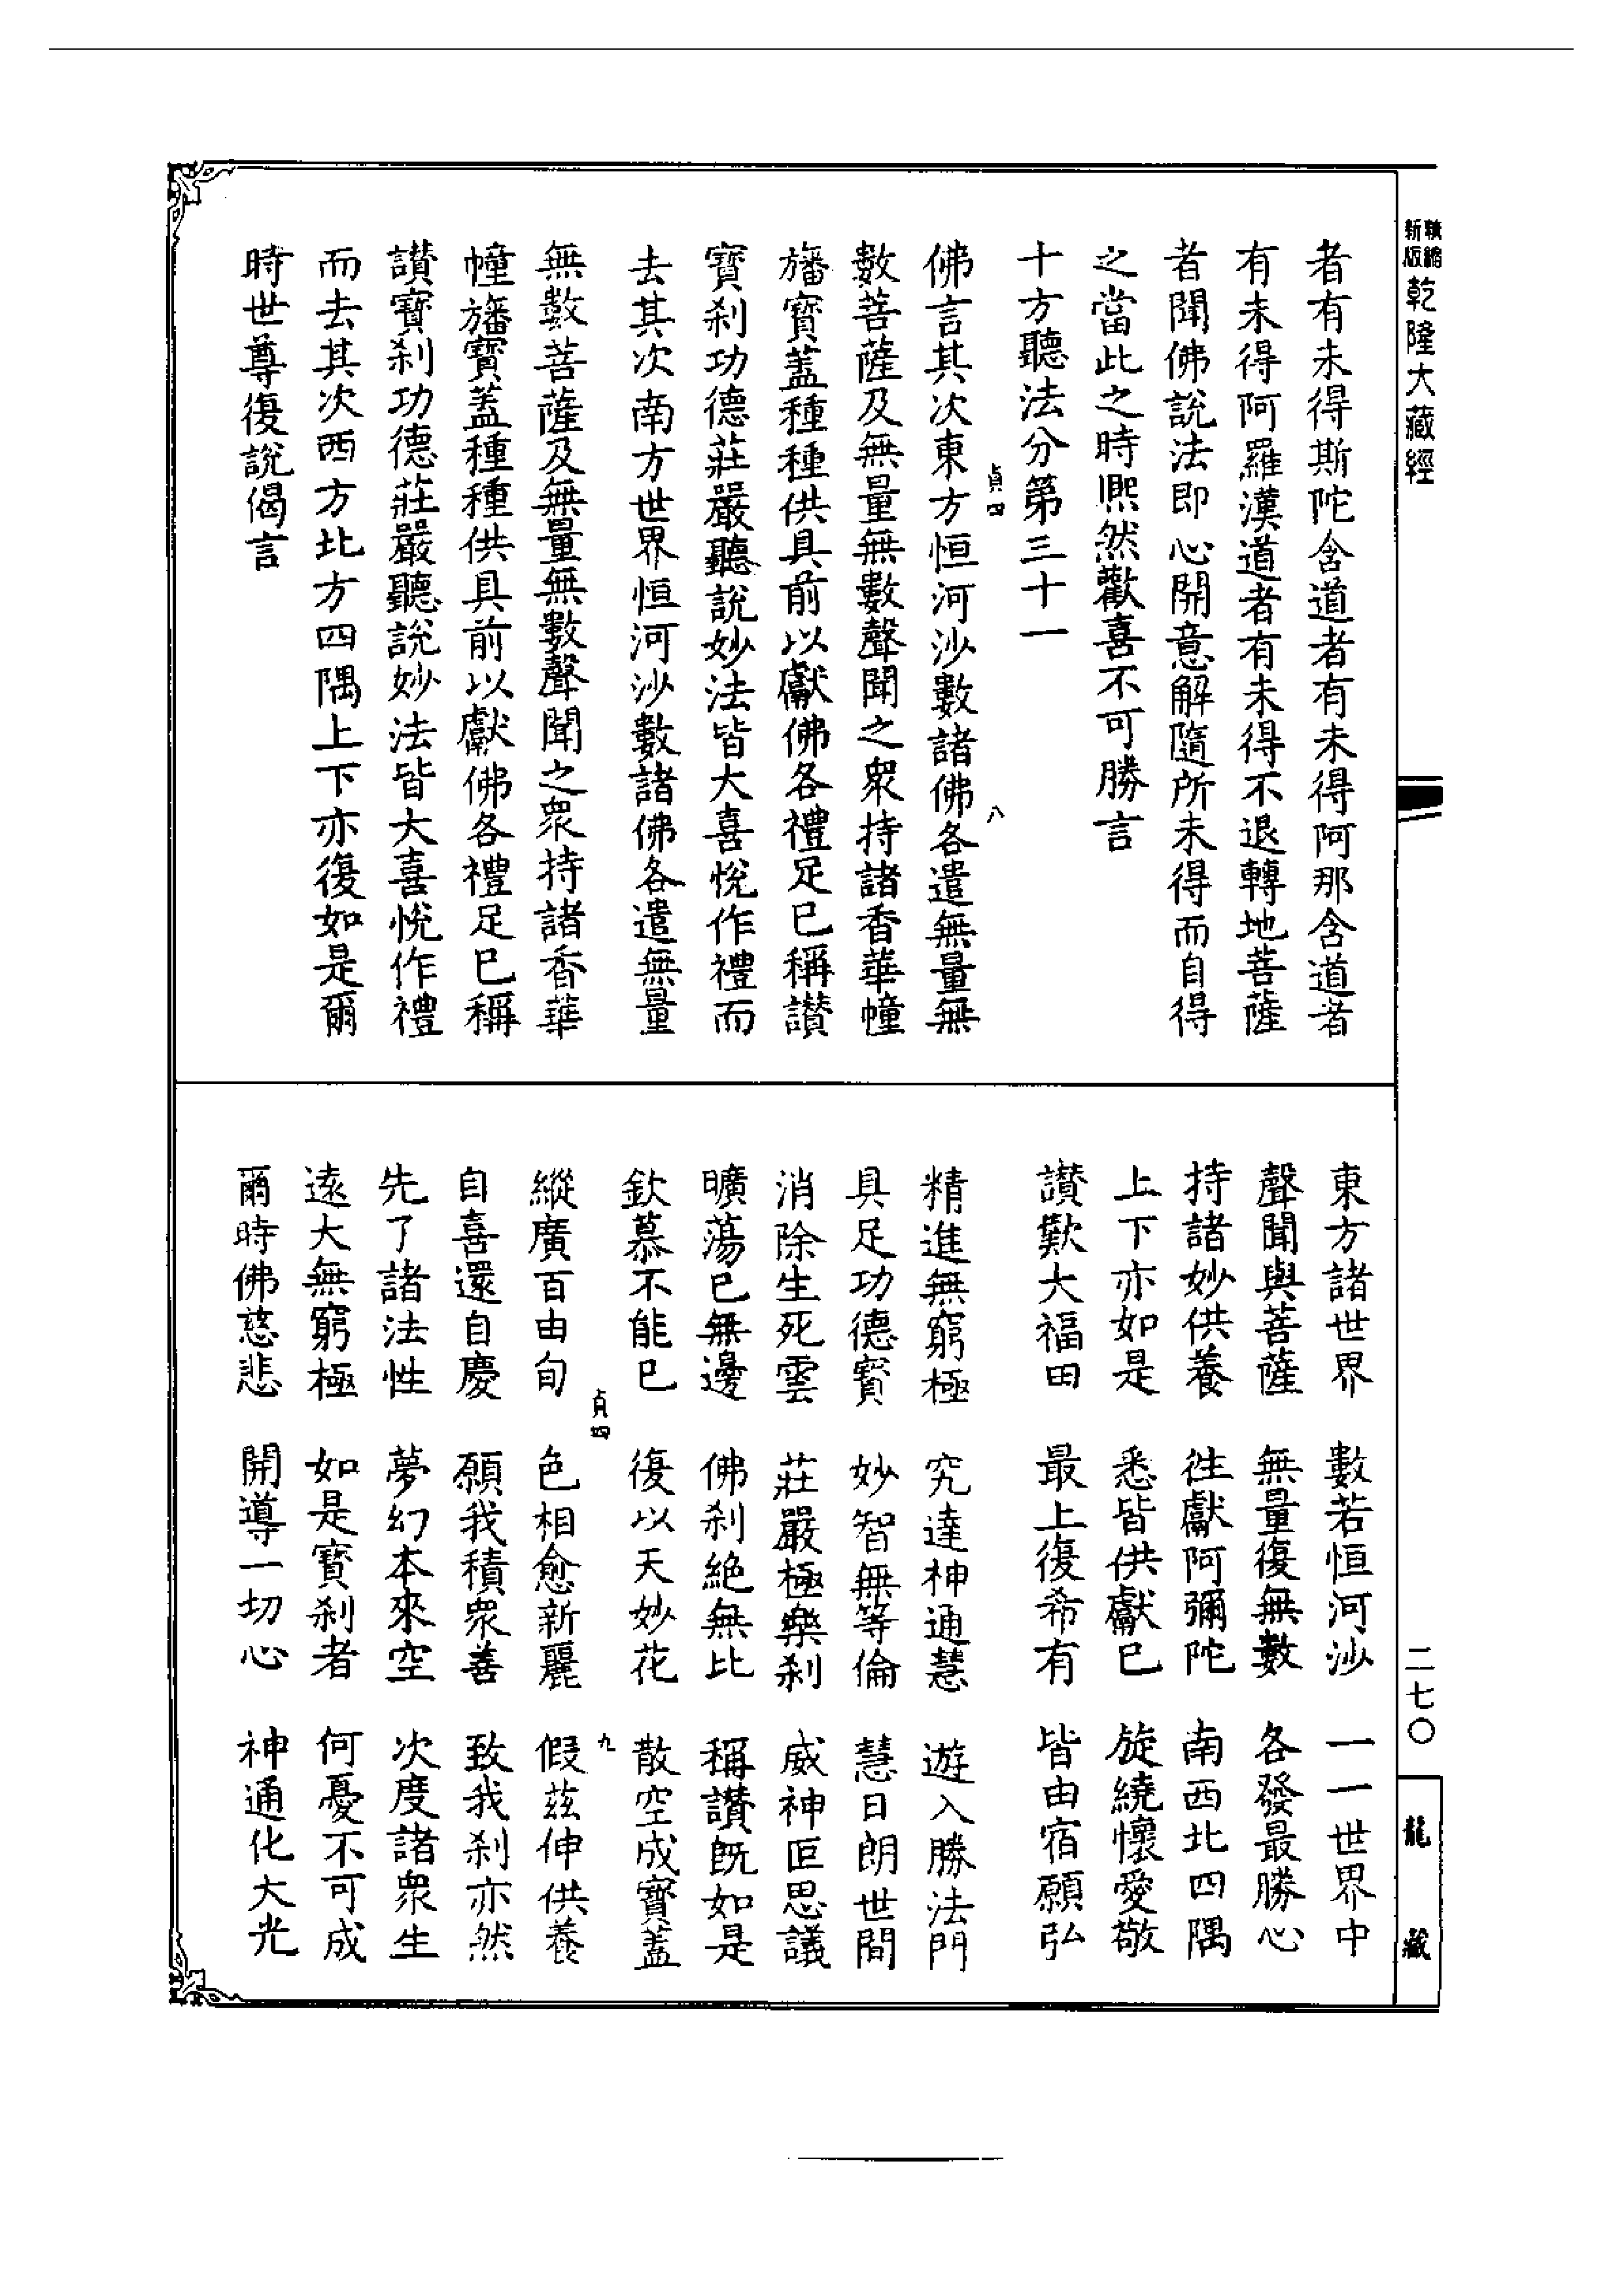 新版
乾隆大藏經
二七〇
龍藏
者有未得斯陀含道者有未得阿那含道者
有未得阿羅漢道者有未得不退轉地菩薩
者聞佛說法即心開意解隨所未得而自得
之當此之時熈然歡喜不可勝言
十方聽法分第三十一
貞四
八
佛言其次東方恒河沙數諸佛各遣無量無
數菩薩及無量無數聲聞之衆持諸香華幢
旛寶蓋種種供具前以獻佛各禮足已稱讃
寶刹功德莊嚴聽說妙法皆大喜悅作禮而
去其次南方世界恒河沙數諸佛各遣無量
無數菩薩及無量無數聲聞之衆持諸香華
幢旛寶蓋種種供具前以獻佛各禮足已稱
讃寶刹功德莊嚴聽說妙法皆大喜悅作禮
而去其次西方北方四隅上下亦復如是爾
時世尊復說偈言
東方諸世界 數若恒河沙 一一世界中
聲聞與菩薩 無量復無數 各發最勝心
持諸妙供養 徃獻阿彌陀 南西北四隅
上下亦如是 悉皆供獻已 旋繞懷愛敬
讃歎大福田 最上復希有 皆由宿願弘
精進無窮極 究達神通慧 遊入勝法門
具足功德寶 妙智無等倫 慧日朗世間
消除生死雲 莊嚴極樂刹 威神叵思議
曠蕩已無邊 佛刹絶無比 稱讃既如是
欽慕不能已 復以天妙花 散空成寶蓋
貞四
九
縱廣百由旬 色相愈新麗 假茲伸供養
自喜還自慶 願我積衆善 致我刹亦然
先了諸法性 夢幻本來空 次度諸衆生
遠大無窮極 如是寶刹者 何憂不可成
爾時佛慈悲 開導一切心 神通化大光